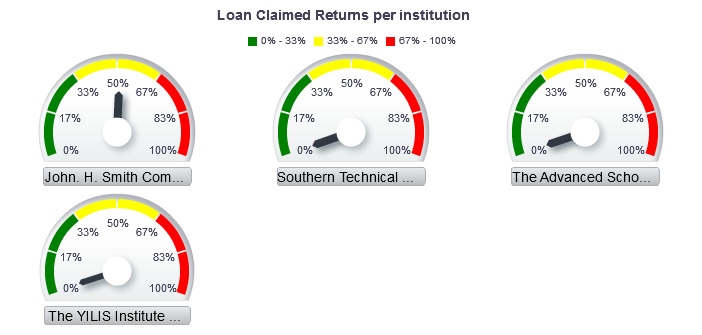 Loan Claimed Returns per institution
0% - 33% 33% - 67% 67% - 100%
0% 17% 33% 50% 67% 83% 100%
0% 17% 33% 50% 67% 83% 100%
0% 17% 33% 50% 67% 83% 100%
John. H. Smith Com... Southern Technical ... The Advanced Scho...
0% 17% 33% 50% 67% 83% 100%
The YILIS Institute ...